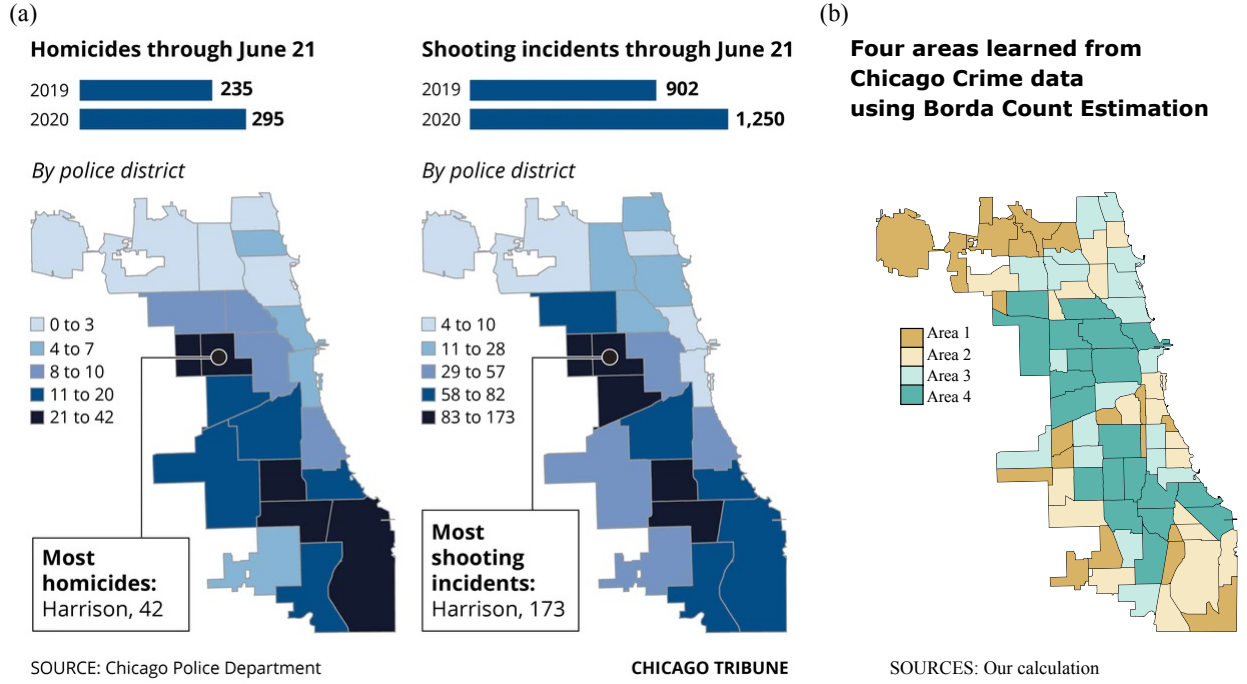 (a)
Homicides through June 21
2019 235
2020 295
By police district
0 to 3
4 to 7
8 to 10
11 to 20
21 to 42
Most
homicides:
Harrison, 42
SOURCE: Chicago Police Department
Shooting incidents through June 21
2019 902
2020 1,250
By police district
4 to 10
11 to 28
29 to 57
58 to 82
83 to 173
Most
shooting
incidents:
Harrison, 173
CHICAGO TRIBUNE
(b)
Four areas learned from
Chicago Crime data
using Borda Count Estimation
Area 1
Area 2
Area 3
Area 4
SOURCES: Our calculation